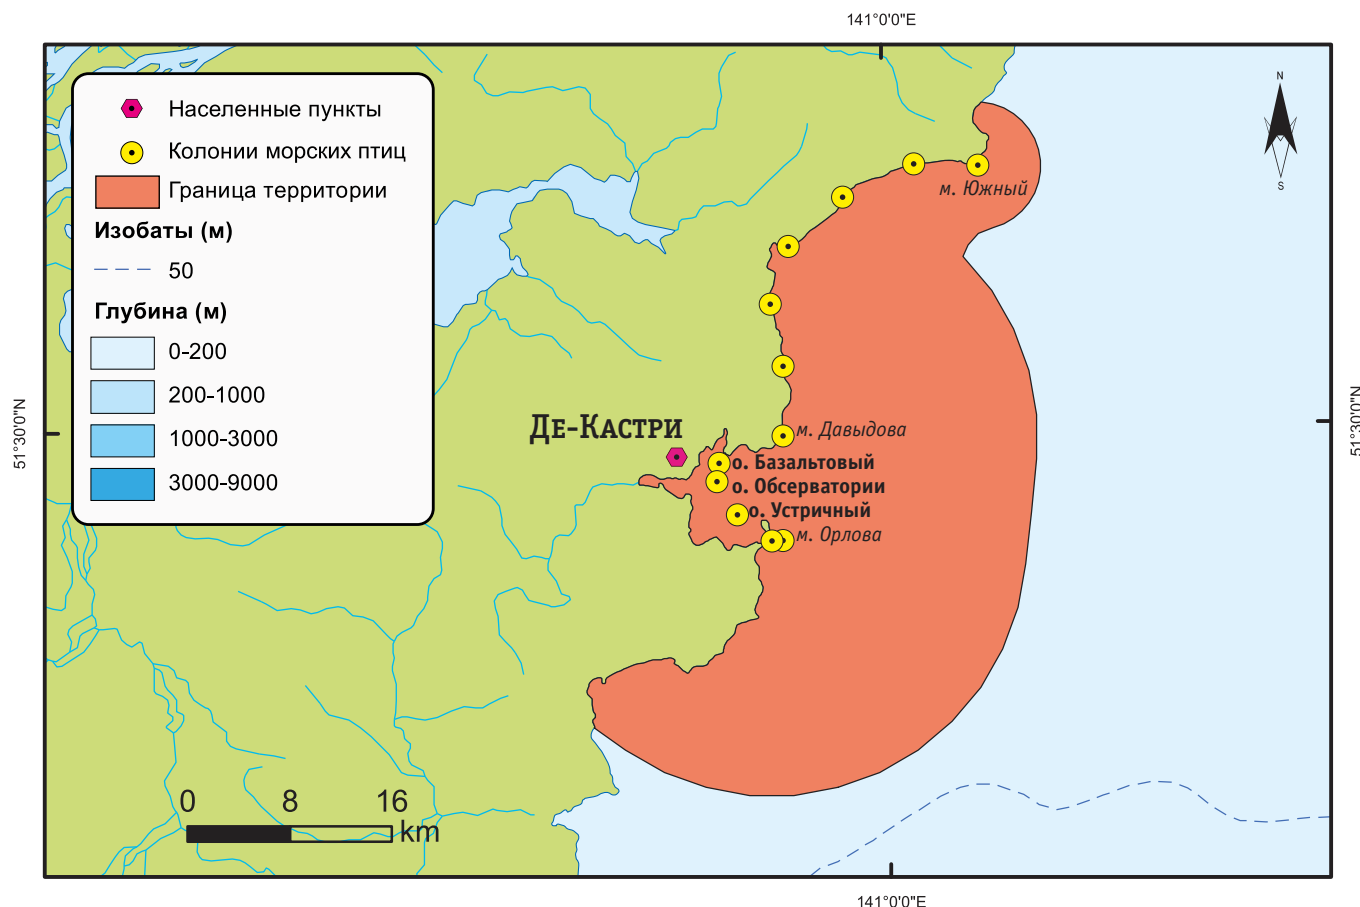 141°0'0"E
N
S
Населенные пункты
Колонии морских птиц
Граница территории
Изобаты (м)
50
Глубина (м)
0-200
200-1000
1000-3000
3000-9000
м. Южный
51°30'0"N
51°30'0"N
Де-Кастри
м. Давыдова
о. Базальтовый
о. Обсерватории
о. Устричный
м. Орлова
0 8 16
km
141°0'0"E